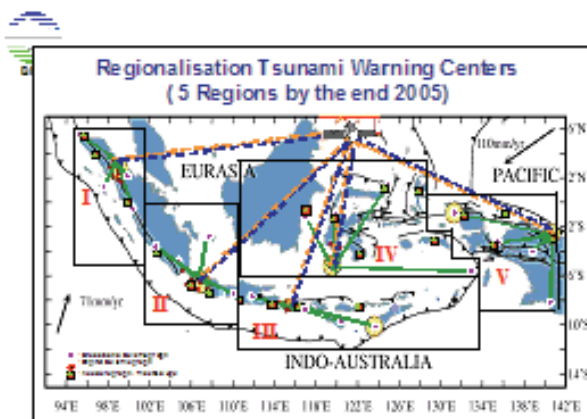 Regionalisation Tsunami Warning Centers
( 5 Regions by the end 2005)
6°N
110mm/yr
EURASIA
PACIFIC
2°N
I
2°S
IV
V
6°S
II
71mm/yr
III
10°S
INDO-AUSTRALIA
14°S
94°E 98°E 102°E 106°E 110°E 114°E 118°E 122°E 126°E 130°E 134°E 138°E 142°E